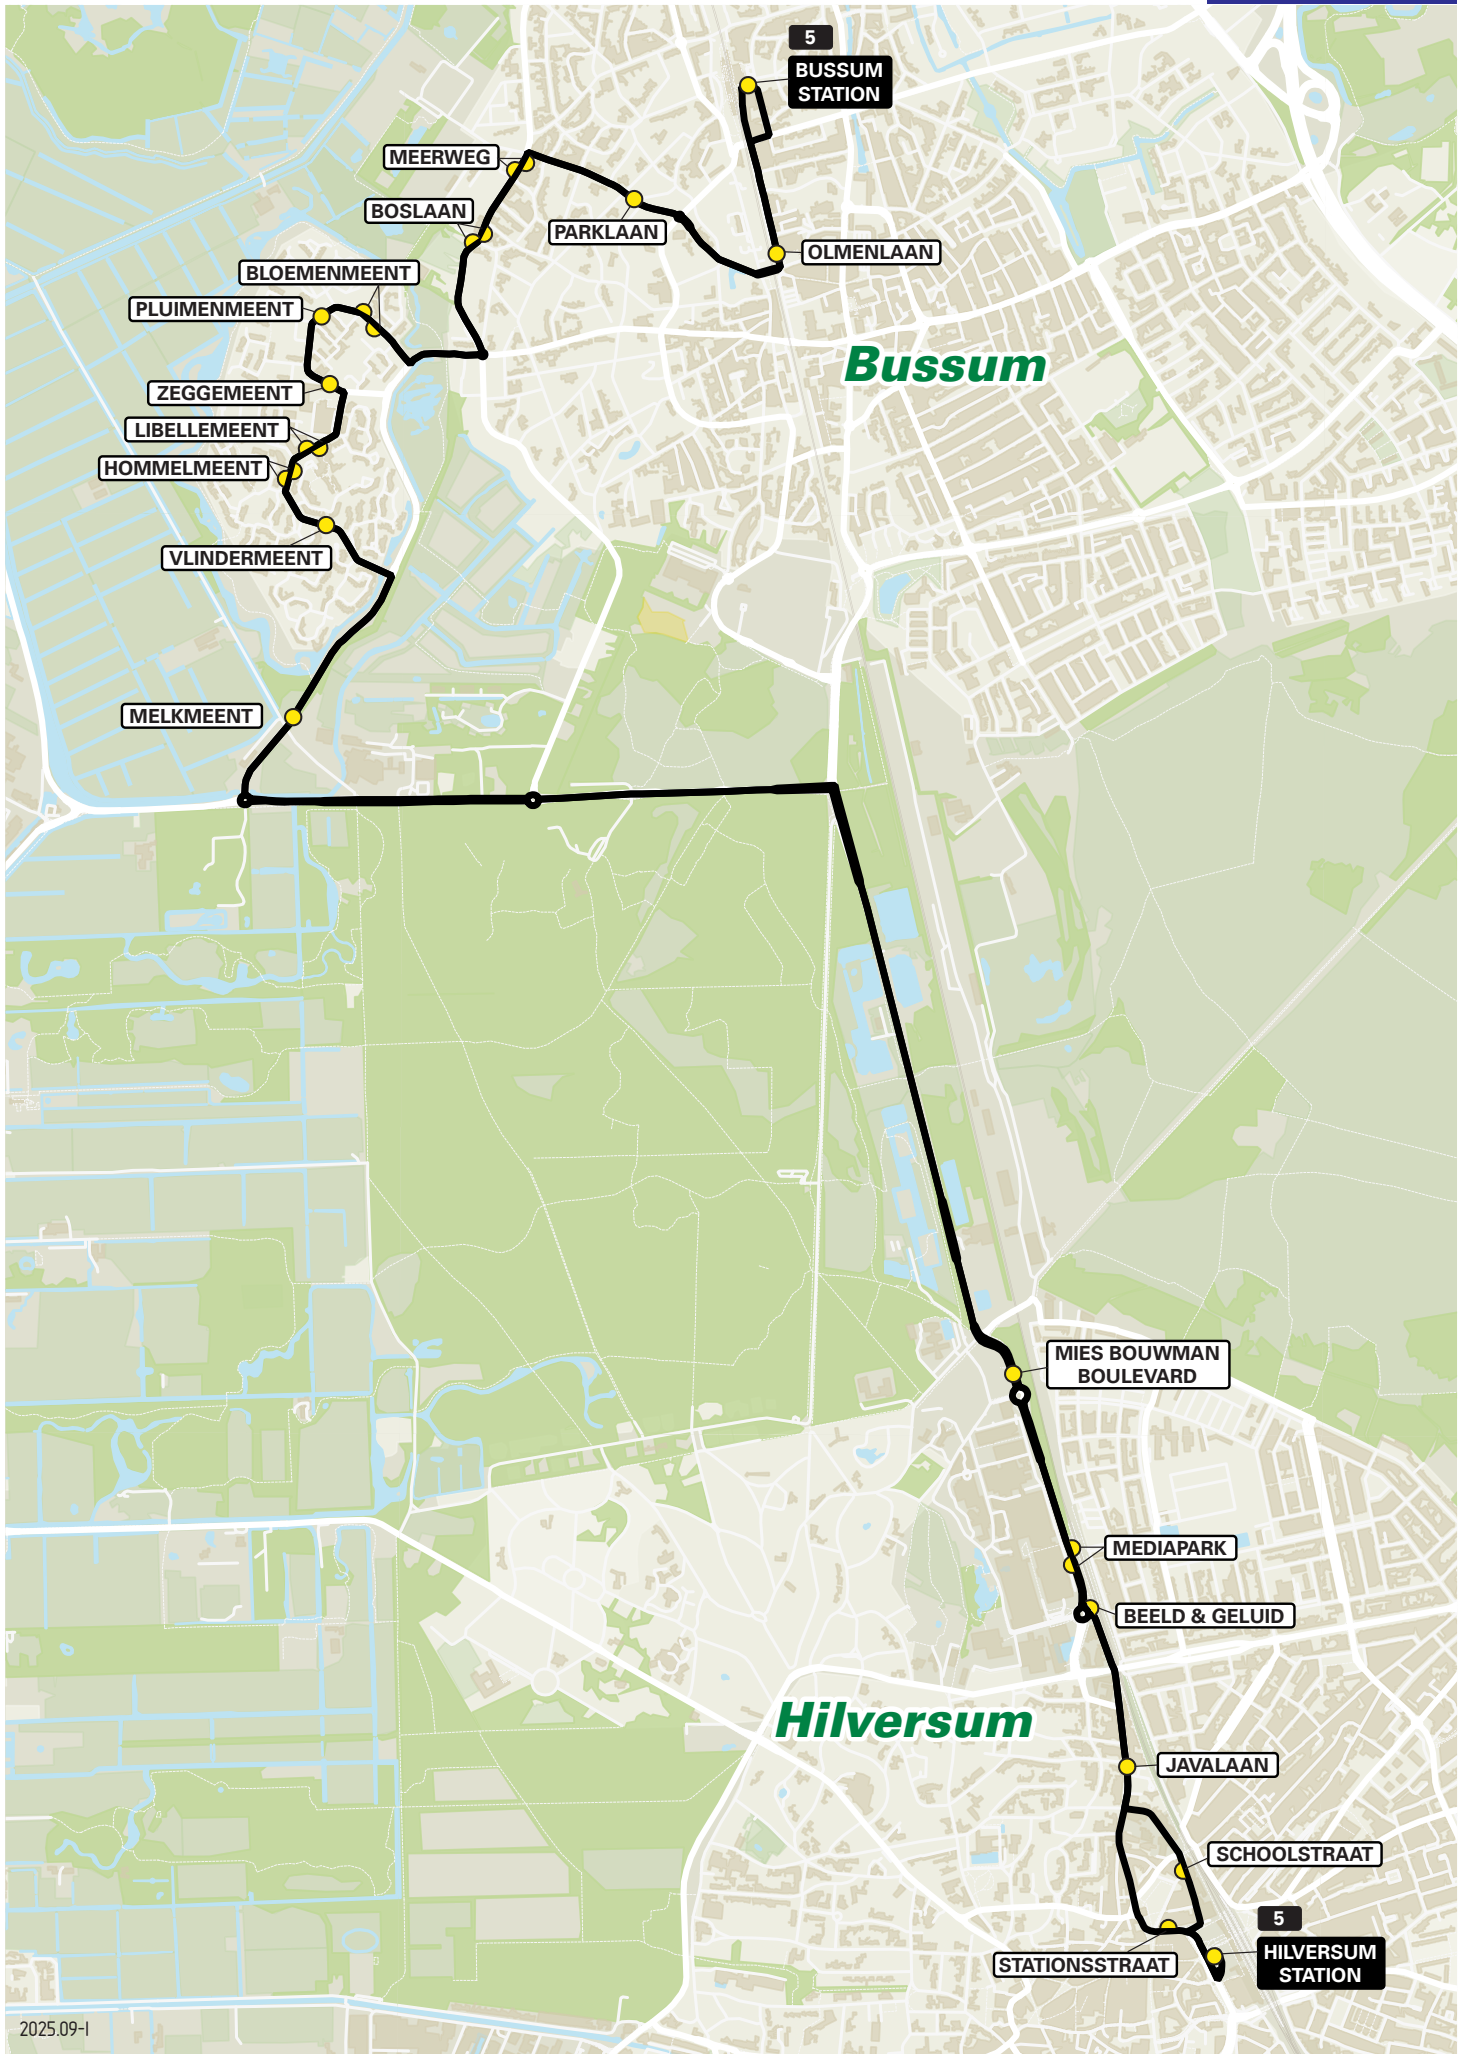 5
BUSSUM
STATION
MEERWEG
BOSLAAN
PARKLAAN
OLMENLAAN
BLOEMENMEENT
PLUIMENMEENT
Bussum
ZEGGEMEENT
LIBELLEMEENT
HOMMELMEENT
VLINDERMEENT
MELKMEENT
MIES BOUWMAN
BOULEVARD
MEDIAPARK
BEELD & GELUID
Hilversum
JAVALAAN
SCHOOLSTRAAT
5
HILVERSUM
STATION
STATIONSSTRAAT
2025.09-I